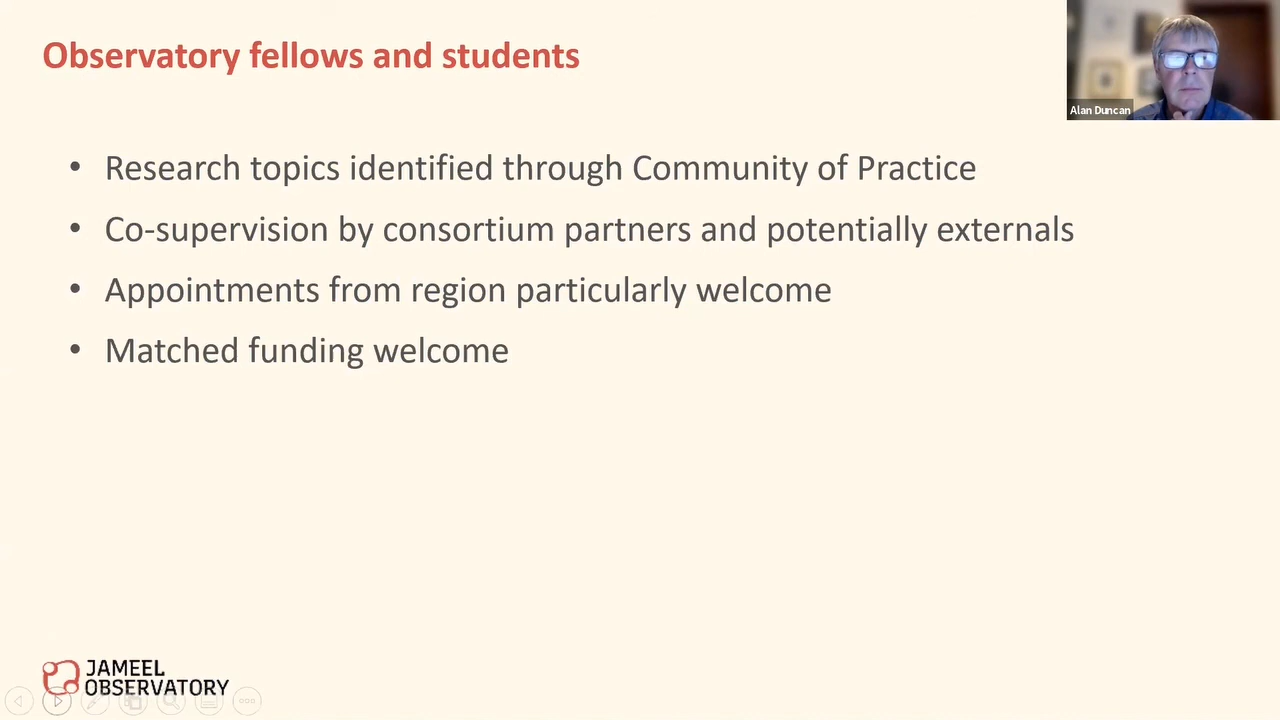 Observatory fellows and students
Alan Duncan
• Research topics identified through Community of Practice
• Co-supervision by consortium partners and potentially externals
• Appointments from region particularly welcome
• Matched funding welcome
JAMEEL
OBSERVATORY